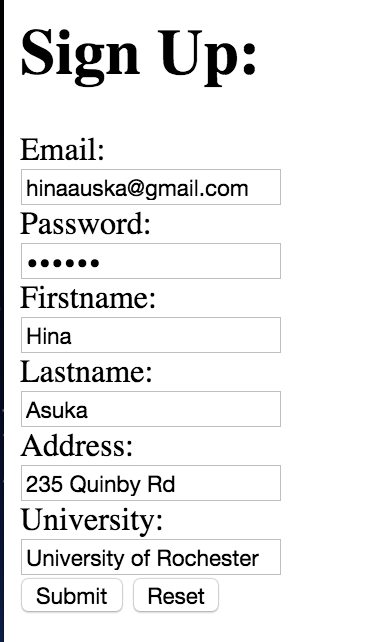 Sign Up:
Email:
hinaauska@gmail.com
Password:
••••••
Firstname:
Hina
Lastname:
Asuka
Address:
235 Quinby Rd
University:
University of Rochester
Submit Reset